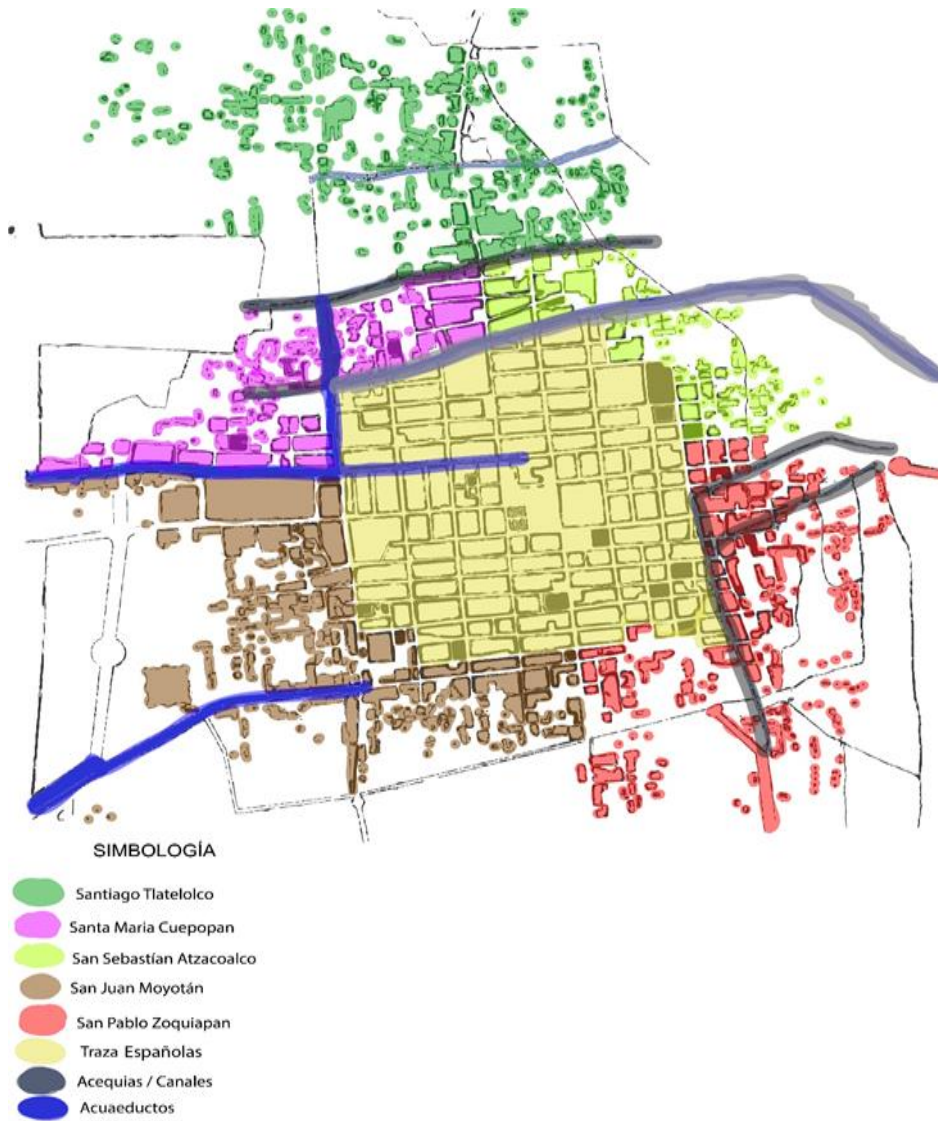 SIMBOLOGÍA
Santiago Tlatelolco
Santa Maria Cuepopan
San Sebastían Atzacoalco
San Juan Moyotán
San Pablo Zoquiapan
Traza Españolas
Acequias / Canales
Acuaeductos